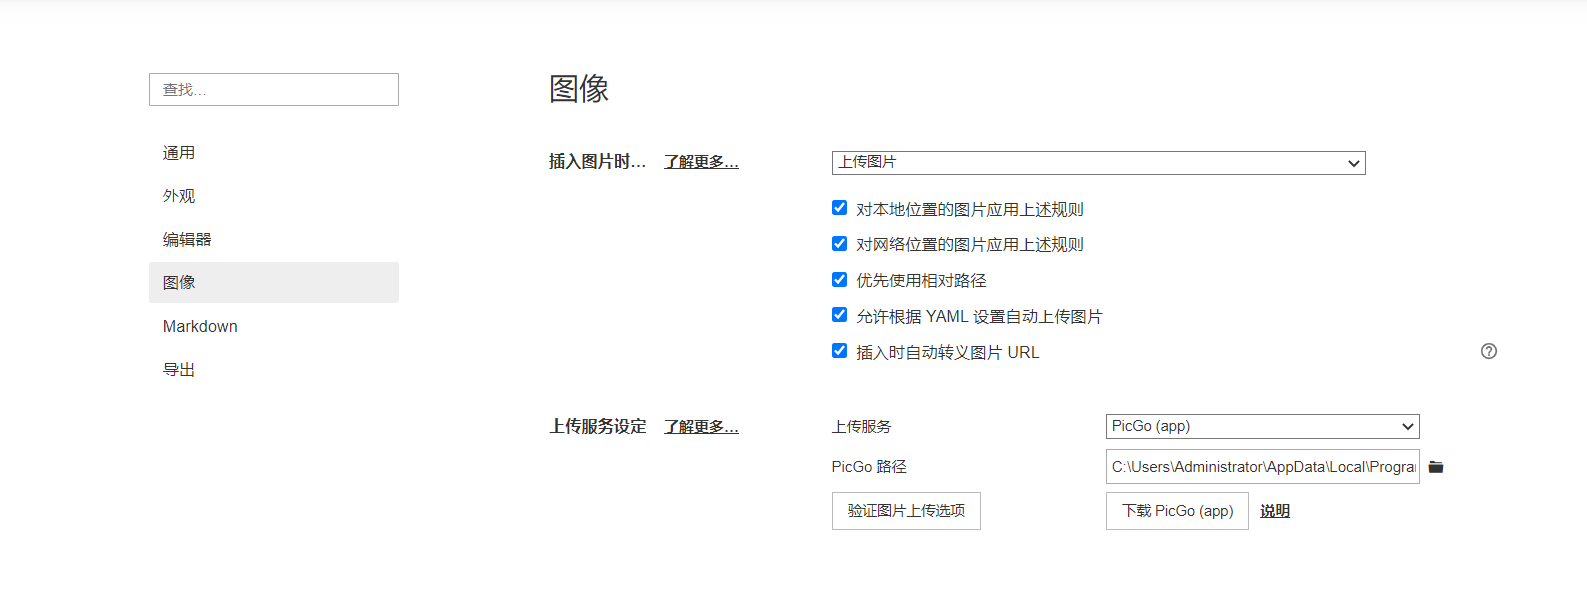 查找...
通用
外观
编辑器
图像
Markdown
导出
图像
插入图片时... 了解更多...
上传图片
对本地位置的图片应用上述规则
对网络位置的图片应用上述规则
优先使用相对路径
允许根据 YAML 设置自动上传图片
插入时自动转义图片 URL
上传服务设定 了解更多...
上传服务 PicGo (app)
PicGo 路径 C:\Users\Administrator\AppData\Local\Progra
验证图片上传选项 下载 PicGo (app) 说明